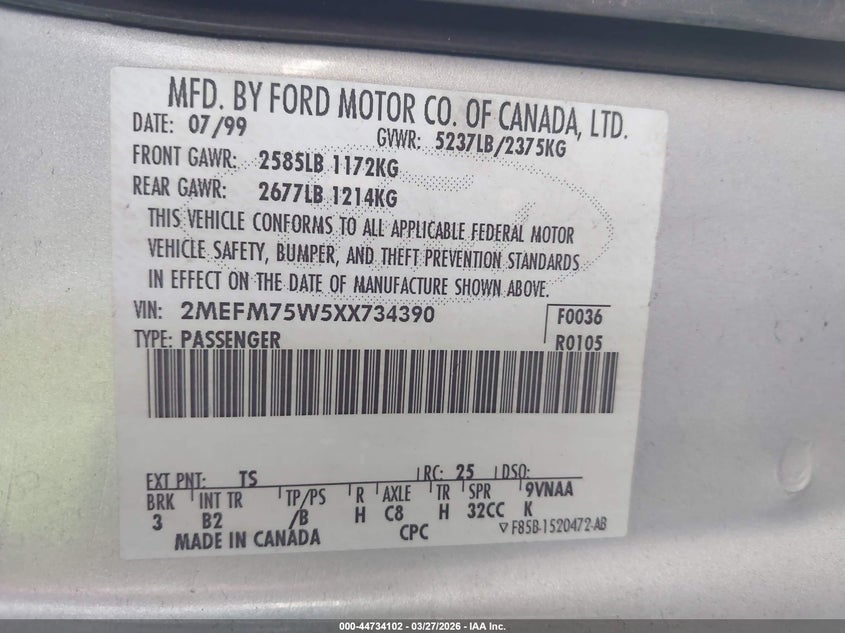 MFD. BY FORD MOTOR CO. OF CANADA, LTD.
DATE: 07/99 GVWR: 5237LB/2375KG
FRONT GAWR: 2585LB 1172KG
REAR GAWR: 2677LB 1214KG
THIS VEHICLE CONFORMS TO ALL APPLICABLE FEDERAL MOTOR
VEHICLE SAFETY, BUMPER, AND THEFT PREVENTION STANDARDS
IN EFFECT ON THE DATE OF MANUFACTURE SHOWN ABOVE.
VIN: 2MEFM75W5XX734390 F0036
TYPE: PASSENGER R0105
EXT PNT: TS RC: 25 DSO:
BRK INT TR TP/PS R AXLE TR SPR 9VNAA
3 B2 /B H C8 H 32CC K
MADE IN CANADA CPC ▽ F85B-1520472-AB
000-44734102 — 03/27/2026 — IAA Inc.